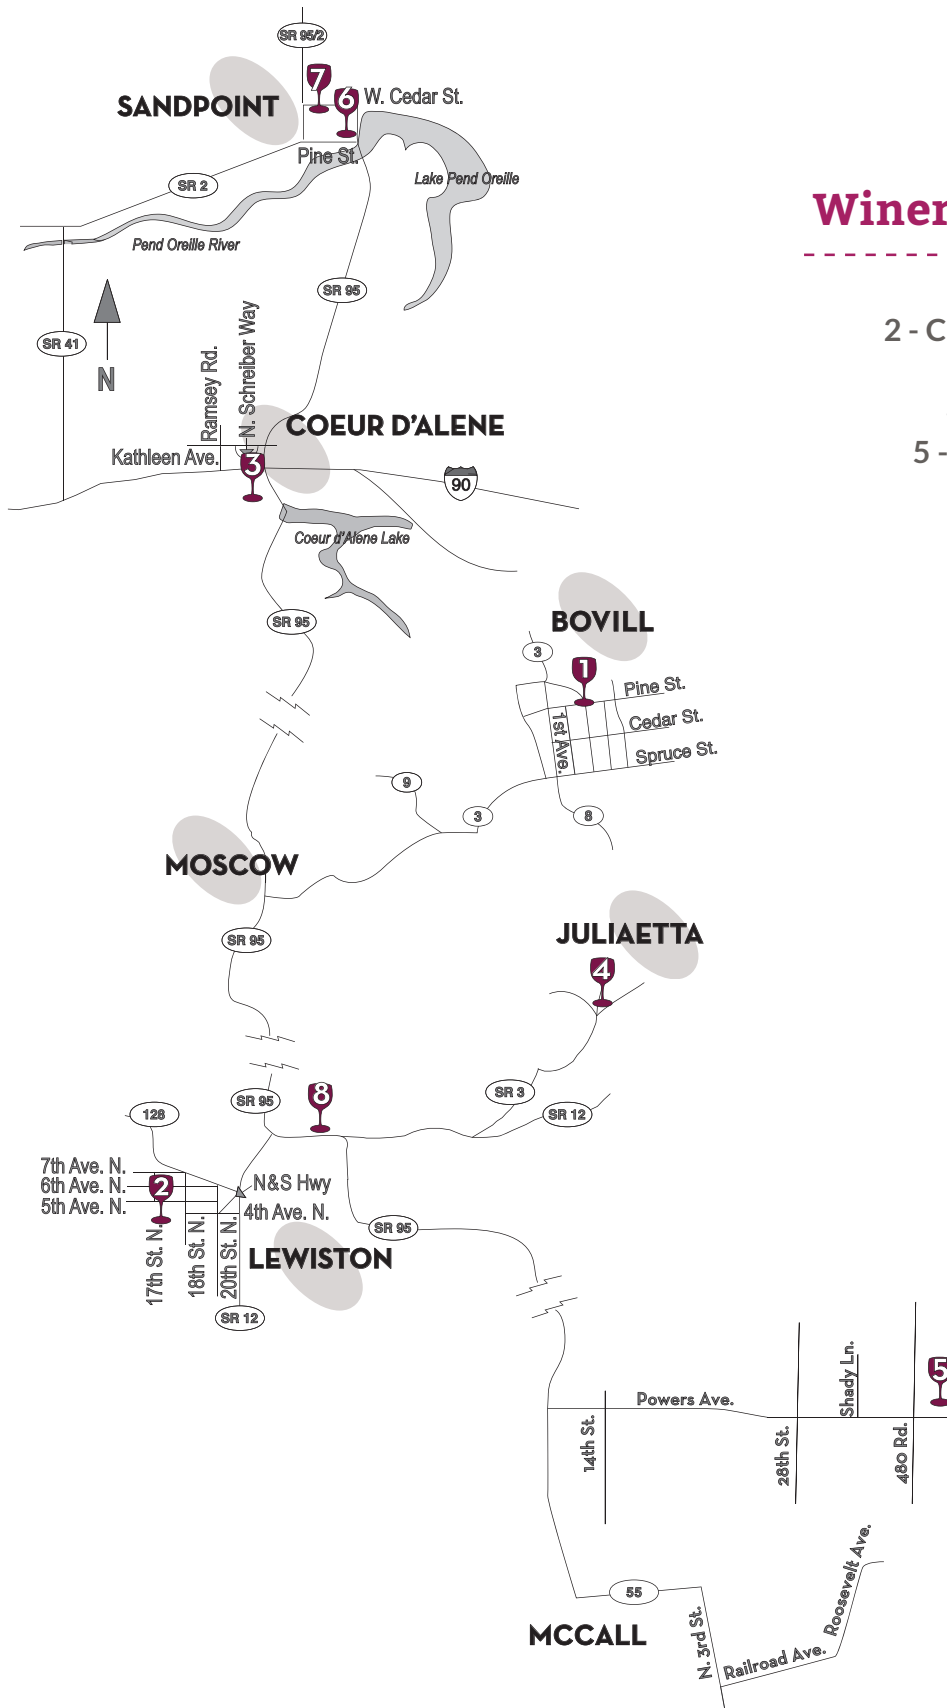 SR 95/2
7
6
W. Cedar St.
SANDPOINT
Pine St.
SR 2
Lake Pend Oreille
Winer
Pend Oreille River
SR 95
2 - C
SR 41
N
Ramsey Rd.
N. Schreiber Way
COEUR D'ALENE
Kathleen Ave.
3
90
5 -
Coeur d'Alene Lake
SR 95
BOVILL
3
1
Pine St.
1st Ave.
Cedar St.
Spruce St.
9
3
8
MOSCOW
SR 95
JULIAETTA
4
SR 3
SR 95
8
128
SR 12
7th Ave. N.
6th Ave. N.
2
N&S Hwy
5th Ave. N.
4th Ave. N.
SR 95
17th St. N.
18th St. N.
20th St. N.
LEWISTON
SR 12
5
Shady Ln.
Powers Ave.
14th St.
28th St.
480 Rd.
55
Roosevelt Ave.
MCCALL
N. 3rd St.
Railroad Ave.